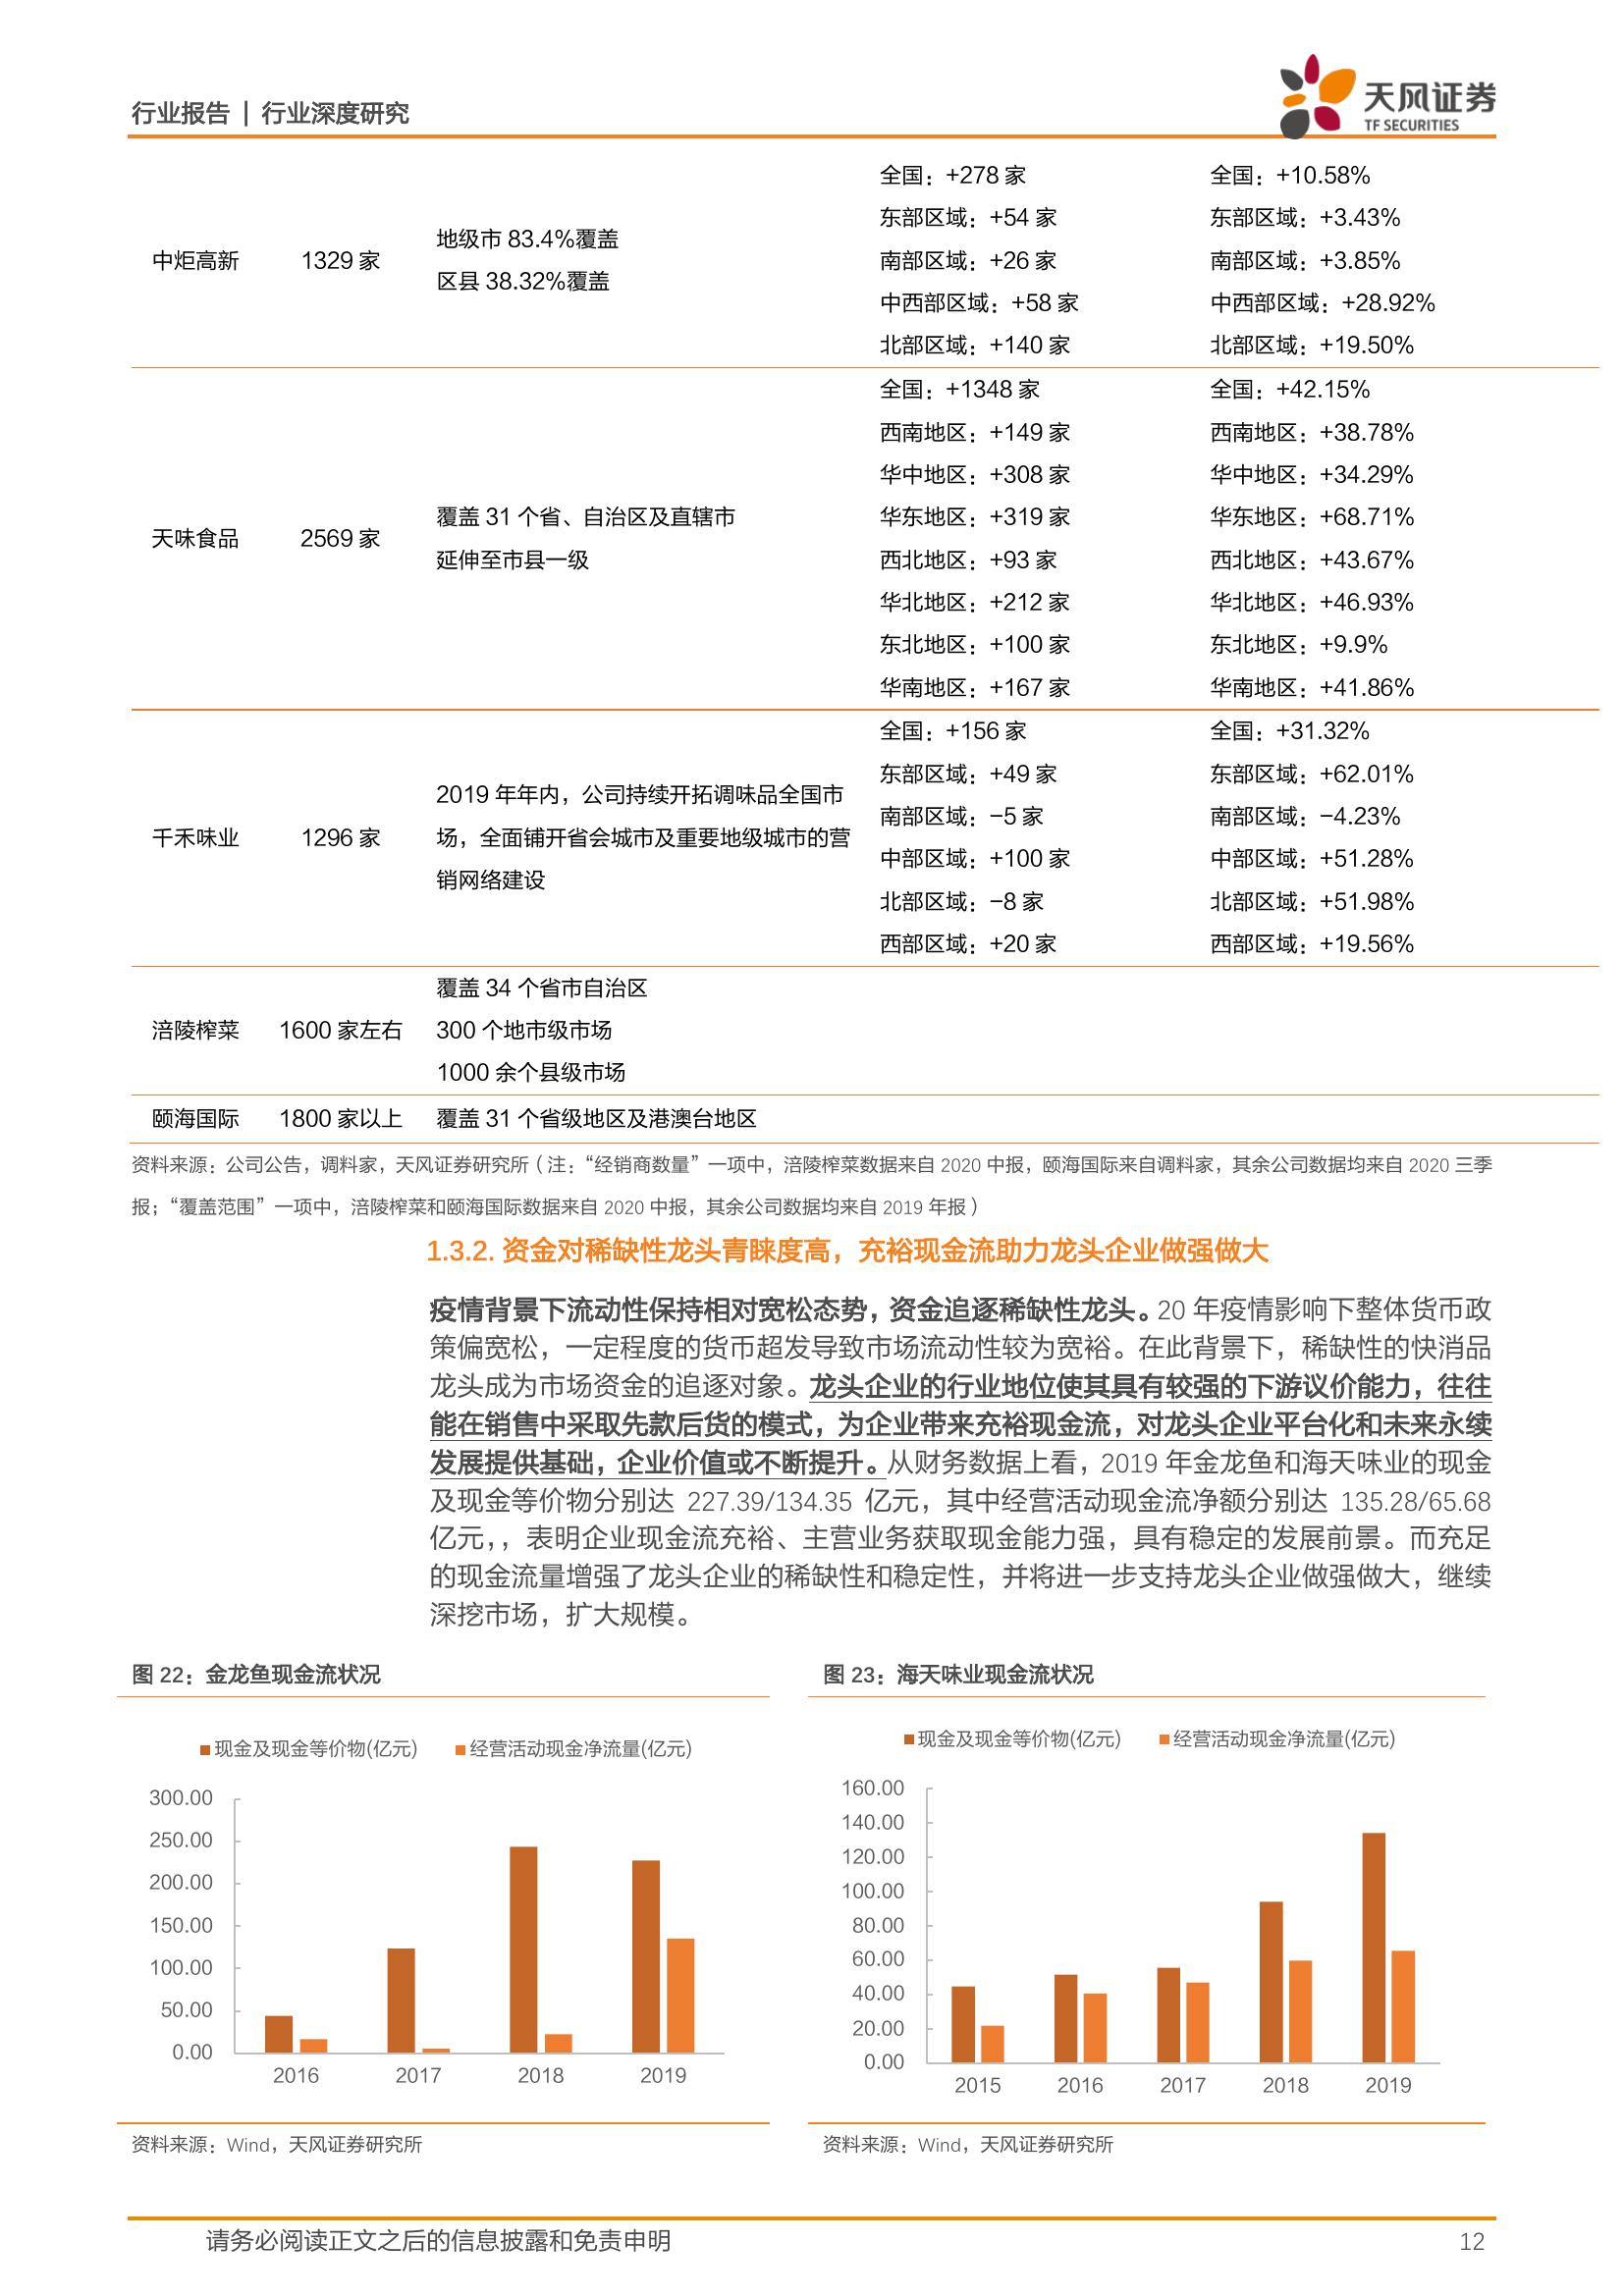 行业报告 | 行业深度研究
天风证券
TF SECURITIES
中炬高新
1329 家
地级市 83.4%覆盖
区县 38.32%覆盖
全国：+278 家
东部区域：+54 家
南部区域：+26 家
中西部区域：+58 家
北部区域：+140 家
全国：+10.58%
东部区域：+3.43%
南部区域：+3.85%
中西部区域：+28.92%
北部区域：+19.50%
天味食品
2569 家
覆盖 31 个省、自治区及直辖市
延伸至市县一级
全国：+1348 家
西南地区：+149 家
华中地区：+308 家
华东地区：+319 家
西北地区：+93 家
华北地区：+212 家
东北地区：+100 家
华南地区：+167 家
全国：+42.15%
西南地区：+38.78%
华中地区：+34.29%
华东地区：+68.71%
西北地区：+43.67%
华北地区：+46.93%
东北地区：+9.9%
华南地区：+41.86%
千禾味业
1296 家
2019 年年内，公司持续开拓调味品全国市
场，全面铺开省会城市及重要地级城市的营
销网络建设
全国：+156 家
东部区域：+49 家
南部区域：−5 家
中部区域：+100 家
北部区域：−8 家
西部区域：+20 家
全国：+31.32%
东部区域：+62.01%
南部区域：−4.23%
中部区域：+51.28%
北部区域：+51.98%
西部区域：+19.56%
涪陵榨菜
1600 家左右
覆盖 34 个省市自治区
300 个地市级市场
1000 余个县级市场
颐海国际
1800 家以上
覆盖 31 个省级地区及港澳台地区
资料来源：公司公告，调料家，天风证券研究所（注：“经销商数量”一项中，涪陵榨菜数据来自 2020 中报，颐海国际来自调料家，其余公司数据均来自 2020 三季
报；“覆盖范围”一项中，涪陵榨菜和颐海国际数据来自 2020 中报，其余公司数据均来自 2019 年报）
1.3.2. 资金对稀缺性龙头青睐度高，充裕现金流助力龙头企业做强做大
疫情背景下流动性保持相对宽松态势，资金追逐稀缺性龙头。20 年疫情影响下整体货币政
策偏宽松，一定程度的货币超发导致市场流动性较为宽裕。在此背景下，稀缺性的快消品
龙头成为市场资金的追逐对象。龙头企业的行业地位使其具有较强的下游议价能力，往往
能在销售中采取先款后货的模式，为企业带来充裕现金流，对龙头企业平台化和未来永续
发展提供基础，企业价值或不断提升。从财务数据上看，2019 年金龙鱼和海天味业的现金
及现金等价物分别达 227.39/134.35 亿元，其中经营活动现金流净额分别达 135.28/65.68
亿元，，表明企业现金流充裕、主营业务获取现金能力强，具有稳定的发展前景。而充足
的现金流量增强了龙头企业的稀缺性和稳定性，并将进一步支持龙头企业做强做大，继续
深挖市场，扩大规模。
图 22：金龙鱼现金流状况
现金及现金等价物(亿元) 经营活动现金净流量(亿元)
300.00
250.00
200.00
150.00
100.00
50.00
0.00
2016 2017 2018 2019
资料来源：Wind，天风证券研究所
图 23：海天味业现金流状况
现金及现金等价物(亿元) 经营活动现金净流量(亿元)
160.00
140.00
120.00
100.00
80.00
60.00
40.00
20.00
0.00
2015 2016 2017 2018 2019
资料来源：Wind，天风证券研究所
请务必阅读正文之后的信息披露和免责申明
12